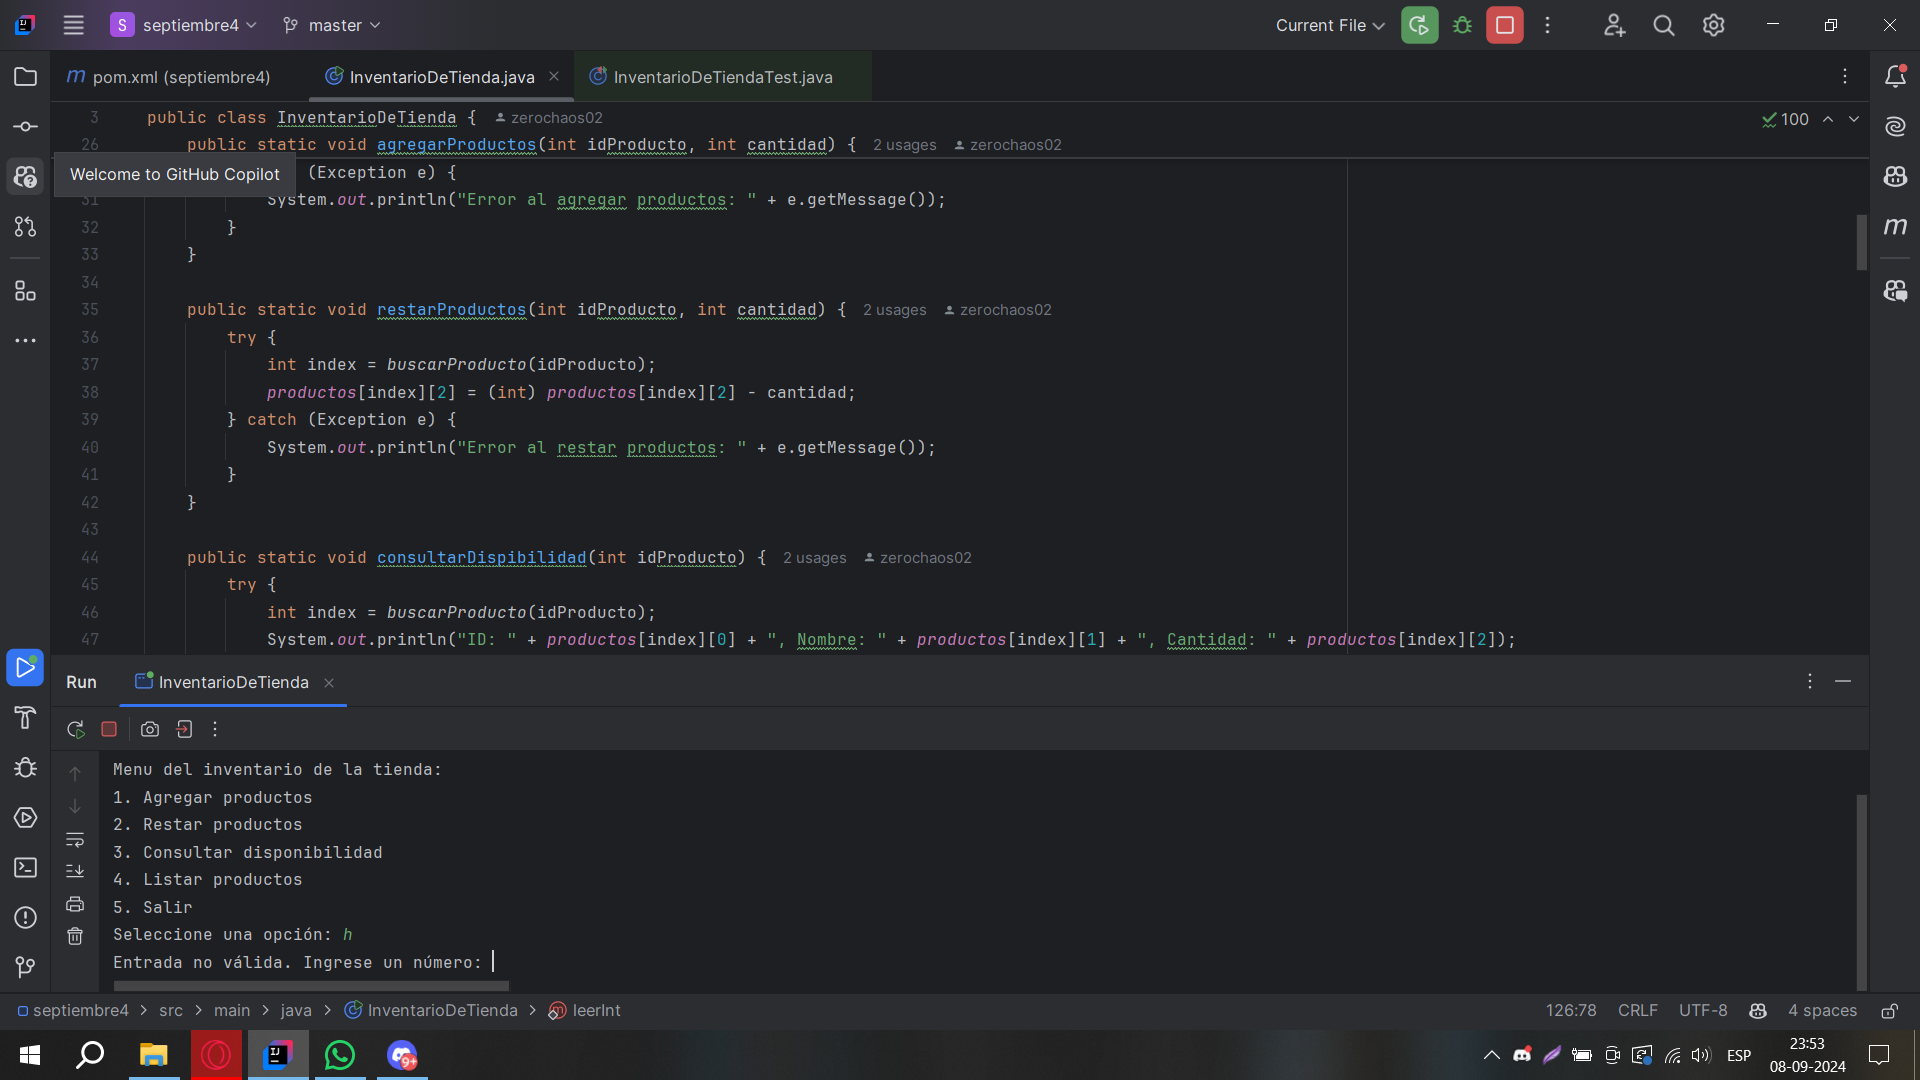 S septiembre4 master Current File
pom.xml (septiembre4) InventarioDeTienda.java InventarioDeTiendaTest.java
3 public class InventarioDeTienda { zerochaos02
100
26 public static void agregarProductos(int idProducto, int cantidad) { 2 usages zerochaos02
Welcome to GitHub Copilot
(Exception e) {
31 System.out.println("Error al agregar productos: " + e.getMessage());
32 }
33 }
34
35 public static void restarProductos(int idProducto, int cantidad) { 2 usages zerochaos02
36 try {
37 int index = buscarProducto(idProducto);
38 productos[index][2] = (int) productos[index][2] - cantidad;
39 } catch (Exception e) {
40 System.out.println("Error al restar productos: " + e.getMessage());
41 }
42 }
43
44 public static void consultarDispibilidad(int idProducto) { 2 usages zerochaos02
45 try {
46 int index = buscarProducto(idProducto);
47 System.out.println("ID: " + productos[index][0] + ", Nombre: " + productos[index][1] + ", Cantidad: " + productos[index][2]);
Run InventarioDeTienda
Menu del inventario de la tienda:
1. Agregar productos
2. Restar productos
3. Consultar disponibilidad
4. Listar productos
5. Salir
Seleccione una opción: h
Entrada no válida. Ingrese un número:
septiembre4 > src > main > java > InventarioDeTienda > leerInt
126:78 CRLF UTF-8 4 spaces
9+
ESP
23:53
08-09-2024